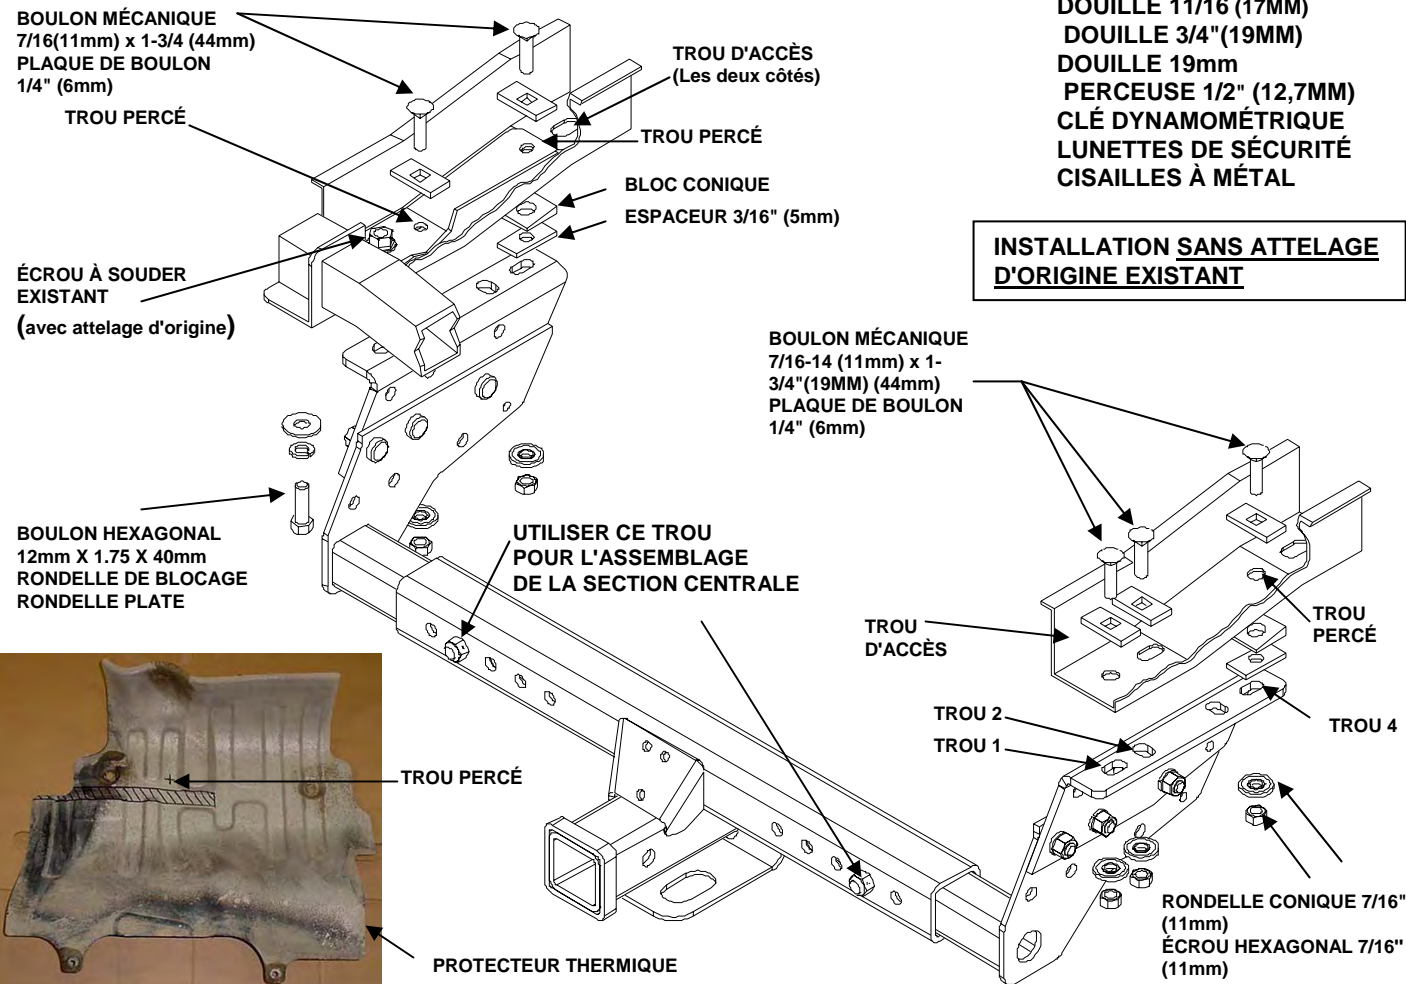 BOULON MÉCANIQUE
7/16(11mm) x 1-3/4 (44mm)
PLAQUE DE BOULON
1/4" (6mm)
TROU PERCÉ
TROU D'ACCÈS
(Les deux côtés)
TROU PERCÉ
BLOC CONIQUE
ESPACEUR 3/16" (5mm)
ÉCROU À SOUDER
EXISTANT
(avec attelage d'origine)
DOUILLE 11/16 (17MM)
DOUILLE 3/4"(19MM)
DOUILLE 19mm
PERCEUSE 1/2" (12,7MM)
CLÉ DYNAMOMÉTRIQUE
LUNETTES DE SÉCURITÉ
CISAILLES À MÉTAL
INSTALLATION SANS ATTELAGE
D'ORIGINE EXISTANT
BOULON MÉCANIQUE
7/16-14 (11mm) x 1-
3/4"(19MM) (44mm)
PLAQUE DE BOULON
1/4" (6mm)
BOULON HEXAGONAL
12mm X 1.75 X 40mm
RONDELLE DE BLOCAGE
RONDELLE PLATE
UTILISER CE TROU
POUR L'ASSEMBLAGE
DE LA SECTION CENTRALE
TROU
D'ACCÈS
TROU
PERCÉ
TROU 2
TROU 1
TROU 4
TROU PERCÉ
PROTECTEUR THERMIQUE
RONDELLE CONIQUE 7/16"
(11mm)
ÉCROU HEXAGONAL 7/16"
(11mm)